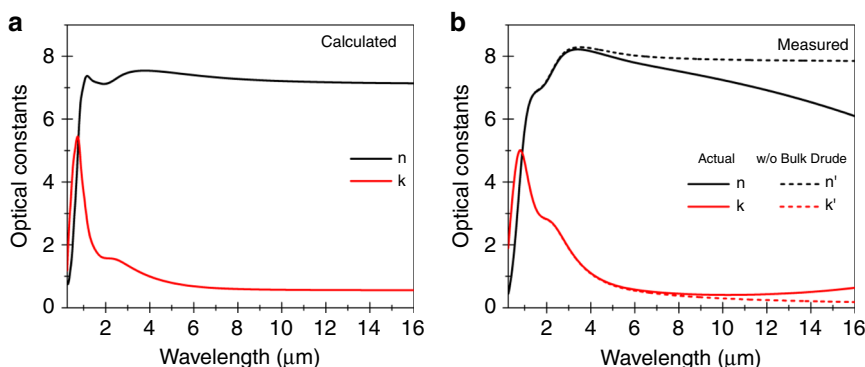 a
Calculated
Optical constants
8
6
4
2
0
n
k
2 4 6 8 10 12 14 16
Wavelength (μm)
b
Measured
Optical constants
8
6
4
2
0
Actual w/o Bulk Drude
n n'
k k'
2 4 6 8 10 12 14 16
Wavelength (μm)